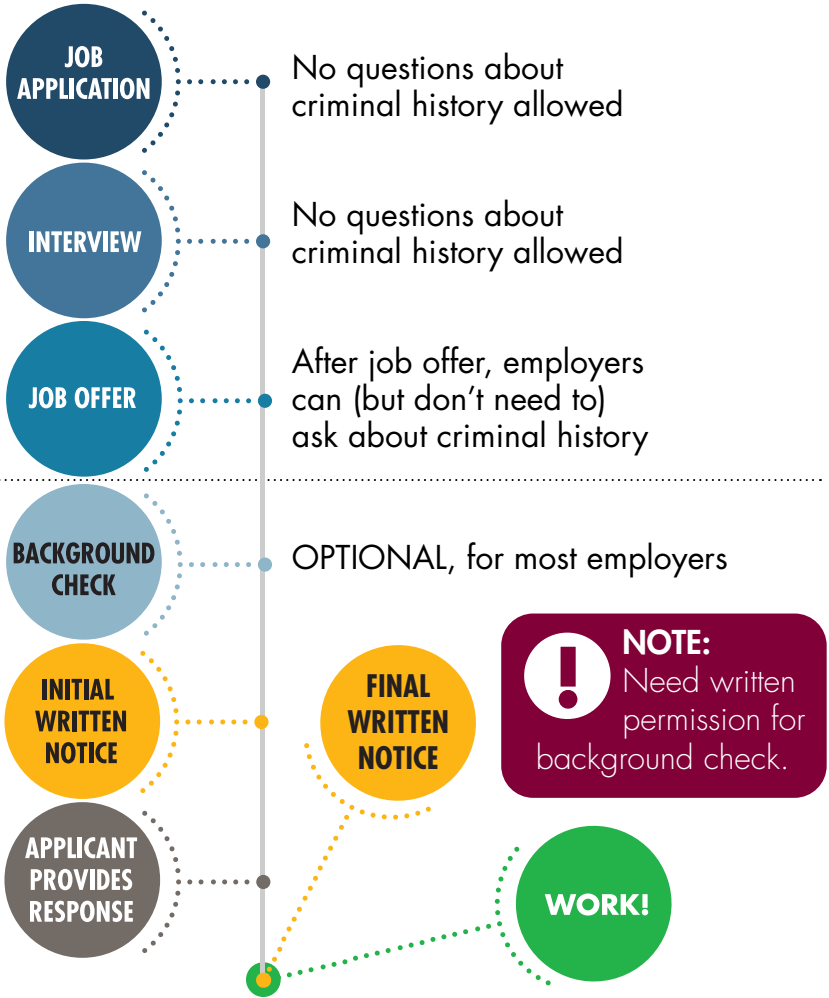 JOB
APPLICATION
No questions about
criminal history allowed
INTERVIEW
No questions about
criminal history allowed
JOB OFFER
After job offer, employers
can (but don't need to)
ask about criminal history
BACKGROUND
CHECK
OPTIONAL, for most employers
INITIAL
WRITTEN
NOTICE
FINAL
WRITTEN
NOTICE
!
NOTE:
Need written
permission for
background check.
APPLICANT
PROVIDES
RESPONSE
WORK!